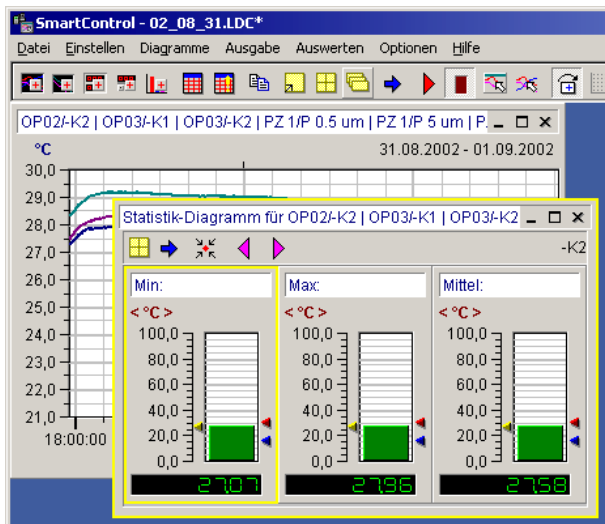 SmartControl - 02_08_31.LDC*
Datei Einstellen Diagramme Ausgabe Auswerten Optionen Hilfe
OP02/-K2 | OP03/-K1 | OP03/-K2 | PZ 1/P 0.5 um | PZ 1/P 5 um | P.
°C
31.08.2002 - 01.09.2002
30,0
29,0
28,0
27,0
26,0
25,0
24,0
23,0
22,0
21,0
18:00:00
Statistik-Diagramm für OP02/-K2 | OP03/-K1 | OP03/-K2
-K2
Min: Max: Mittel:
<°C> <°C> <°C>
100,0 100,0 100,0
80,0 80,0 80,0
60,0 60,0 60,0
40,0 40,0 40,0
20,0 20,0 20,0
0,0 0,0 0,0
27,07 27,96 27,58